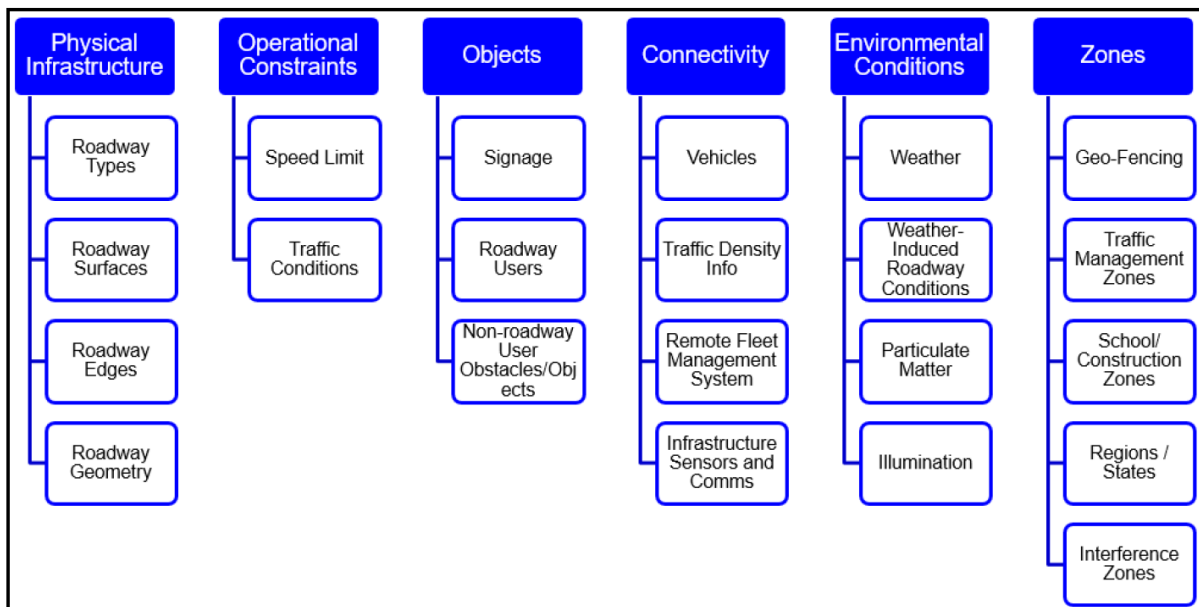 Physical
Infrastructure
Roadway
Types
Roadway
Surfaces
Roadway
Edges
Roadway
Geometry
Operational
Constraints
Speed Limit
Traffic
Conditions
Objects
Signage
Roadway
Users
Non-roadway
User
Obstacles/Obj
ects
Connectivity
Vehicles
Traffic Density
Info
Remote Fleet
Management
System
Infrastructure
Sensors and
Comms
Environmental
Conditions
Weather
Weather-
Induced
Roadway
Conditions
Particulate
Matter
Illumination
Zones
Geo-Fencing
Traffic
Management
Zones
School/
Construction
Zones
Regions /
States
Interference
Zones